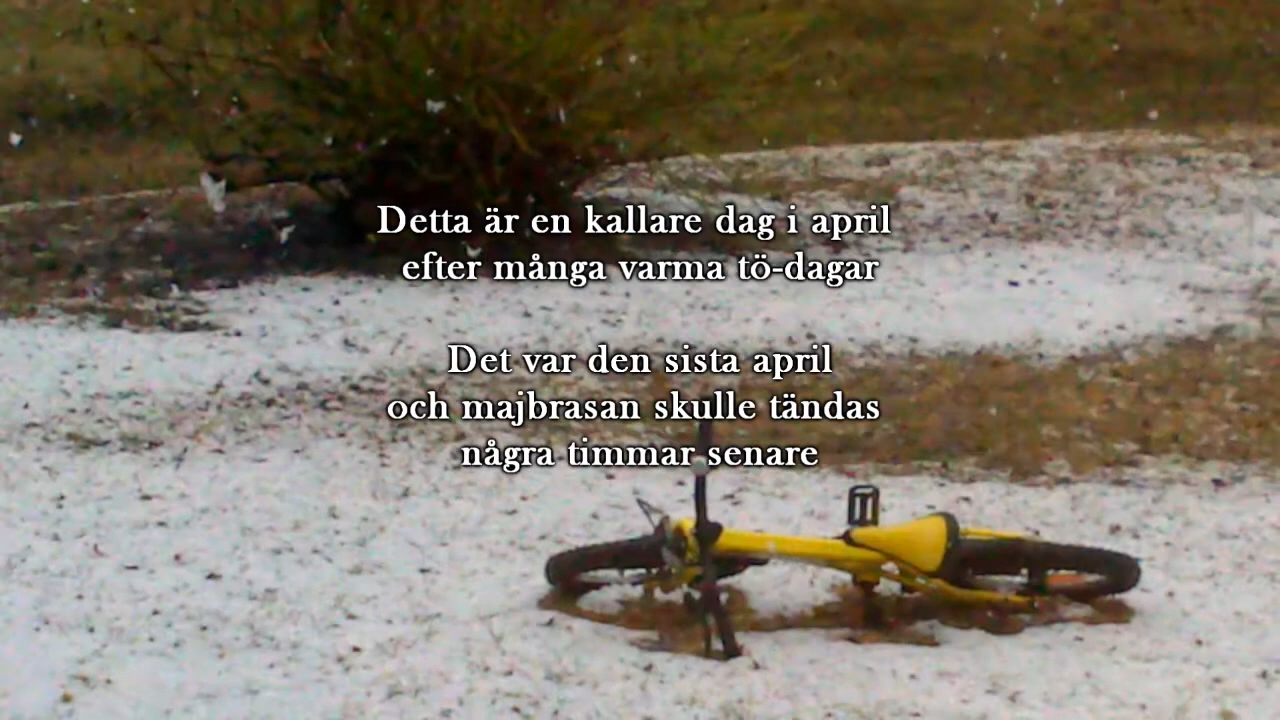 Detta är en kallare dag i april
efter många varma tö-dagar
Det var den sista april
och majbrasan skulle tändas
några timmar senare